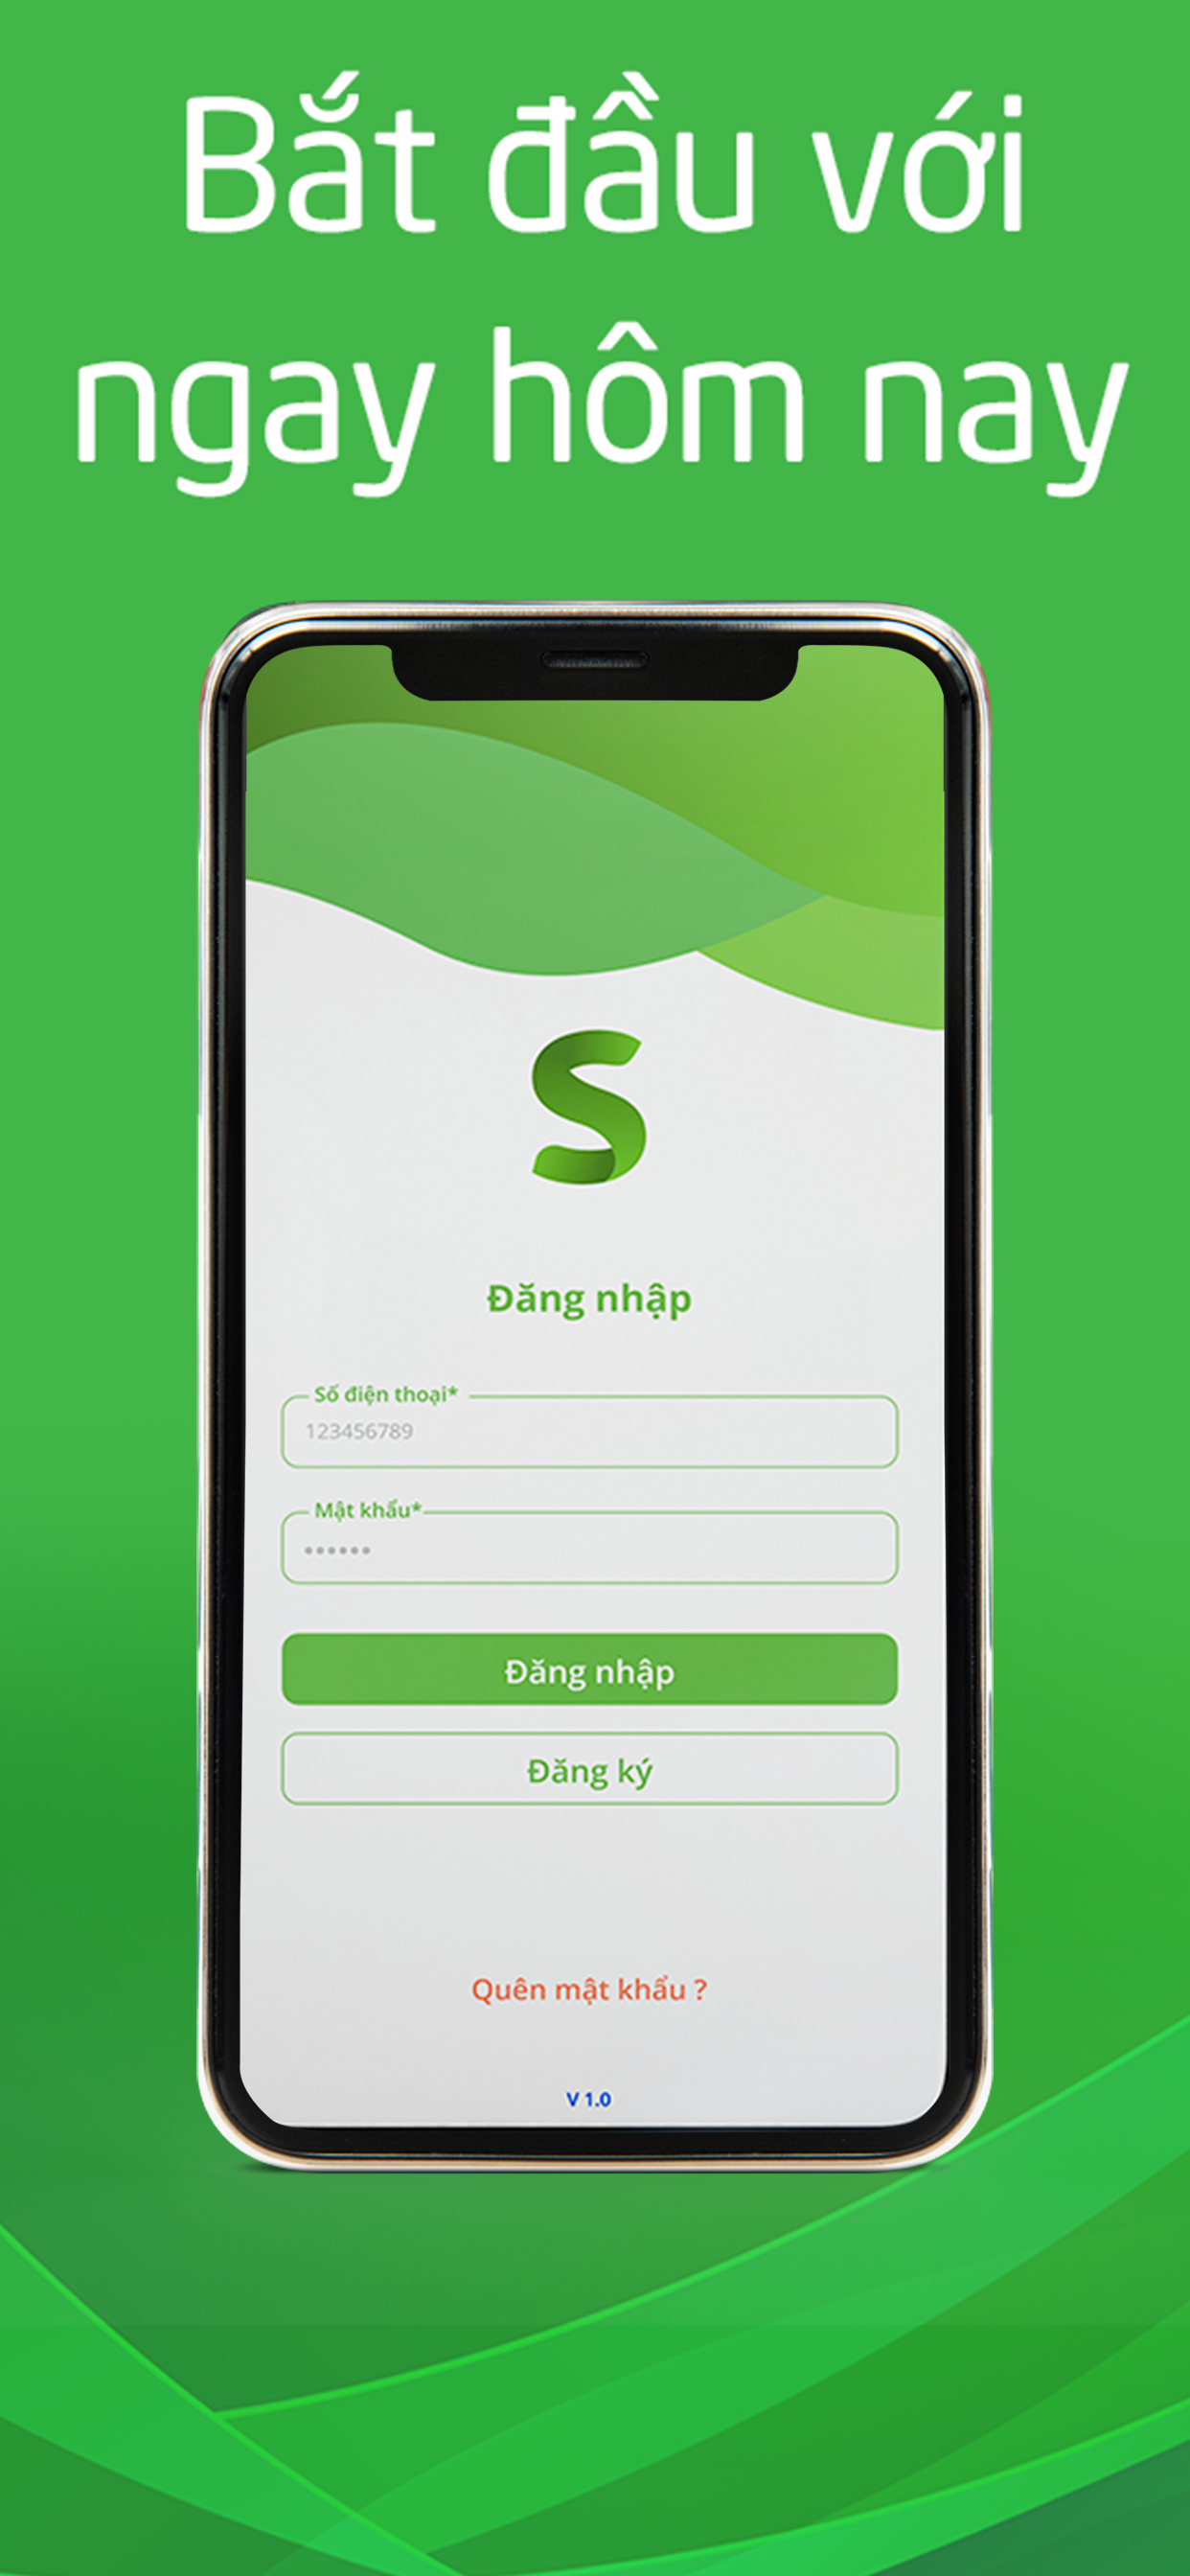 Bắt đầu với
ngay hôm nay
S
Đăng nhập
Số điện thoại*
123456789
Mật khẩu*
••••••
Đăng nhập
Đăng ký
Quên mật khẩu ?
V 1.0